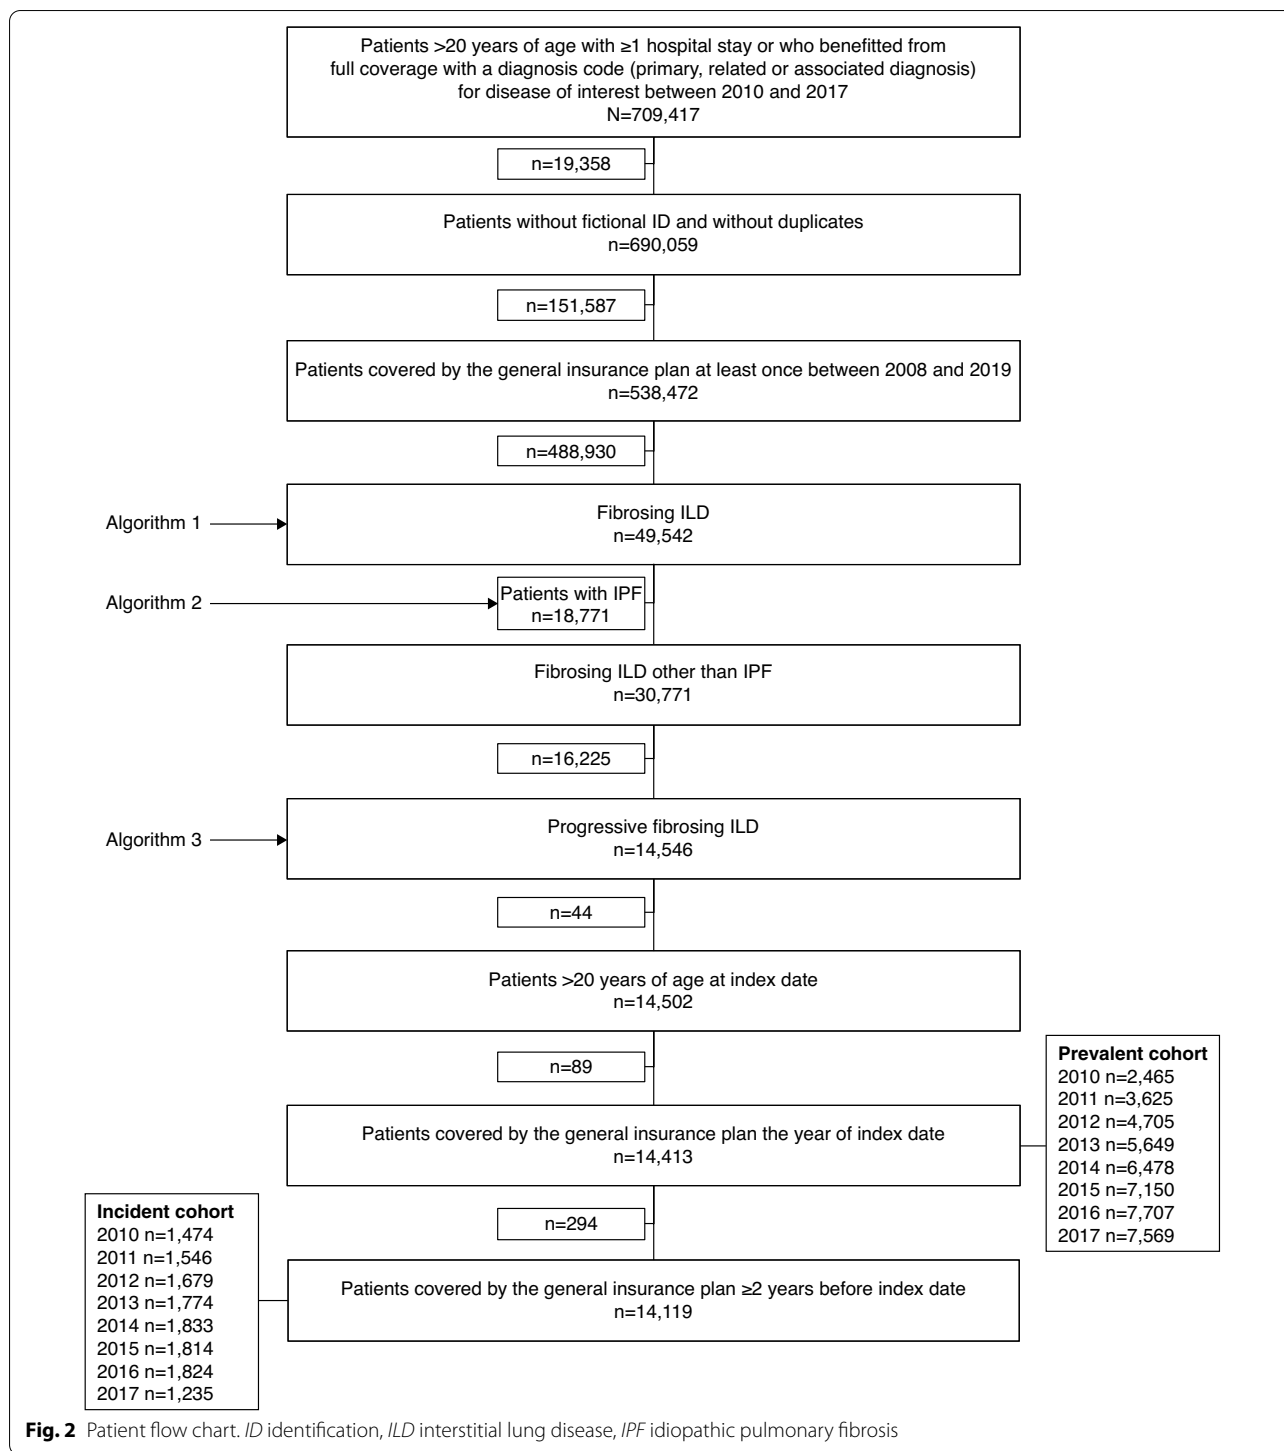 Patients >20 years of age with ≥1 hospital stay or who benefitted from
full coverage with a diagnosis code (primary, related or associated diagnosis)
for disease of interest between 2010 and 2017
N=709,417
n=19,358
Patients without fictional ID and without duplicates
n=690,059
n=151,587
Patients covered by the general insurance plan at least once between 2008 and 2019
n=538,472
n=488,930
Algorithm 1
Fibrosing ILD
n=49,542
Algorithm 2
Patients with IPF
n=18,771
Fibrosing ILD other than IPF
n=30,771
n=16,225
Algorithm 3
Progressive fibrosing ILD
n=14,546
n=44
Patients >20 years of age at index date
n=14,502
n=89
Patients covered by the general insurance plan the year of index date
n=14,413
Prevalent cohort
2010 n=2,465
2011 n=3,625
2012 n=4,705
2013 n=5,649
2014 n=6,478
2015 n=7,150
2016 n=7,707
2017 n=7,569
n=294
Incident cohort
2010 n=1,474
2011 n=1,546
2012 n=1,679
2013 n=1,774
2014 n=1,833
2015 n=1,814
2016 n=1,824
2017 n=1,235
Patients covered by the general insurance plan ≥2 years before index date
n=14,119
Fig. 2 Patient flow chart. ID identification, ILD interstitial lung disease, IPF idiopathic pulmonary fibrosis